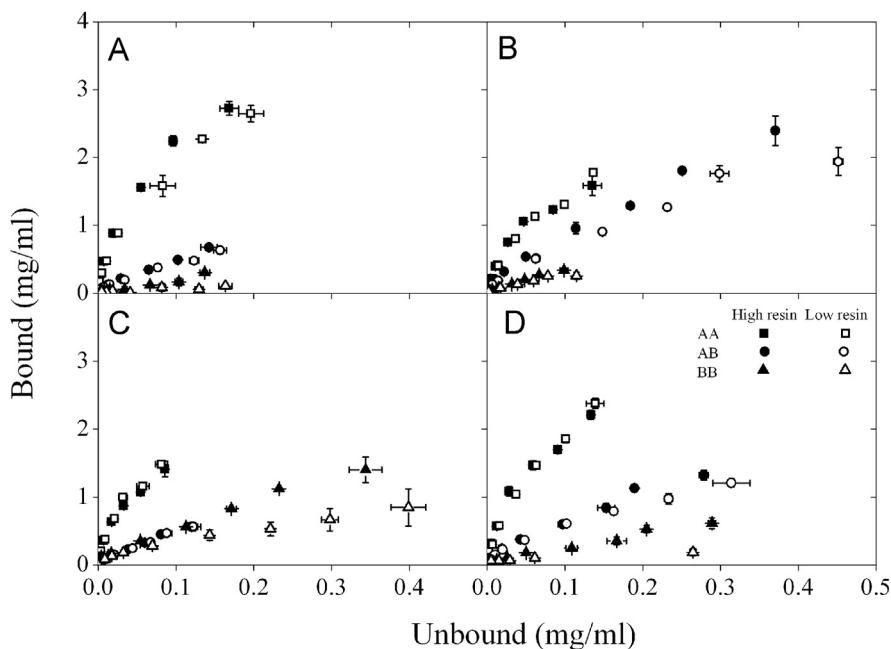 4
3
2
1
0
A
B
3
2
1
0
C
D
High resin Low resin
AA
AB
BB
0.0 0.1 0.2 0.3 0.4 0.0 0.1 0.2 0.3 0.4 0.5
Bound (mg/ml)
Unbound (mg/ml)